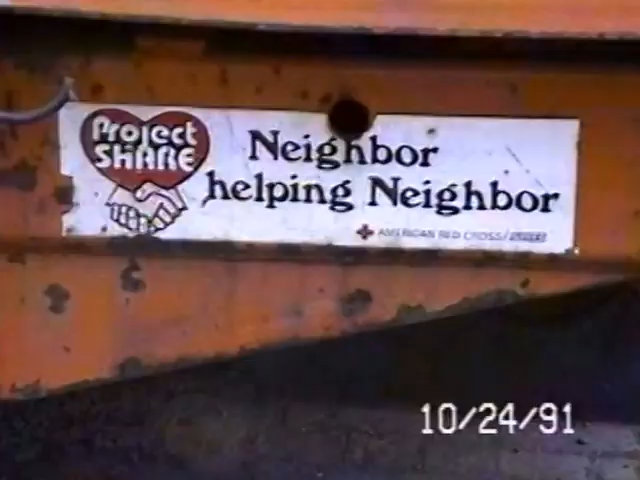 Project
SHARE
Neighbor
helping Neighbor
AMERICAN RED CROSS/
10/24/91